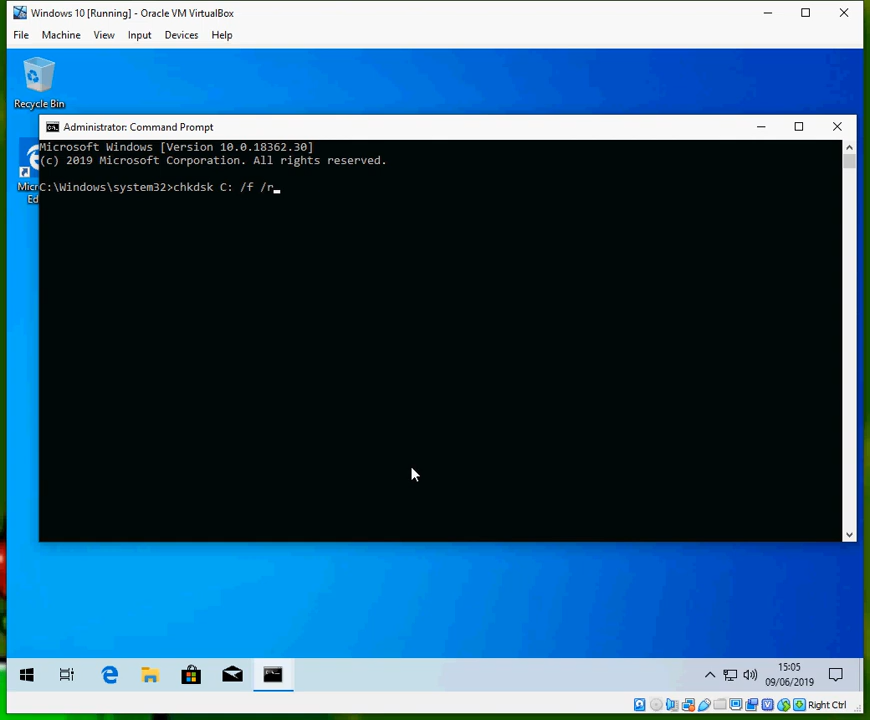 Windows 10 [Running] - Oracle VM VirtualBox
File Machine View Input Devices Help
Recycle Bin
Administrator: Command Prompt
Microsoft Windows [Version 10.0.18362.30]
(c) 2019 Microsoft Corporation. All rights reserved.
C:\Windows\system32>chkdsk C: /f /r
15:05
09/06/2019
Right Ctrl